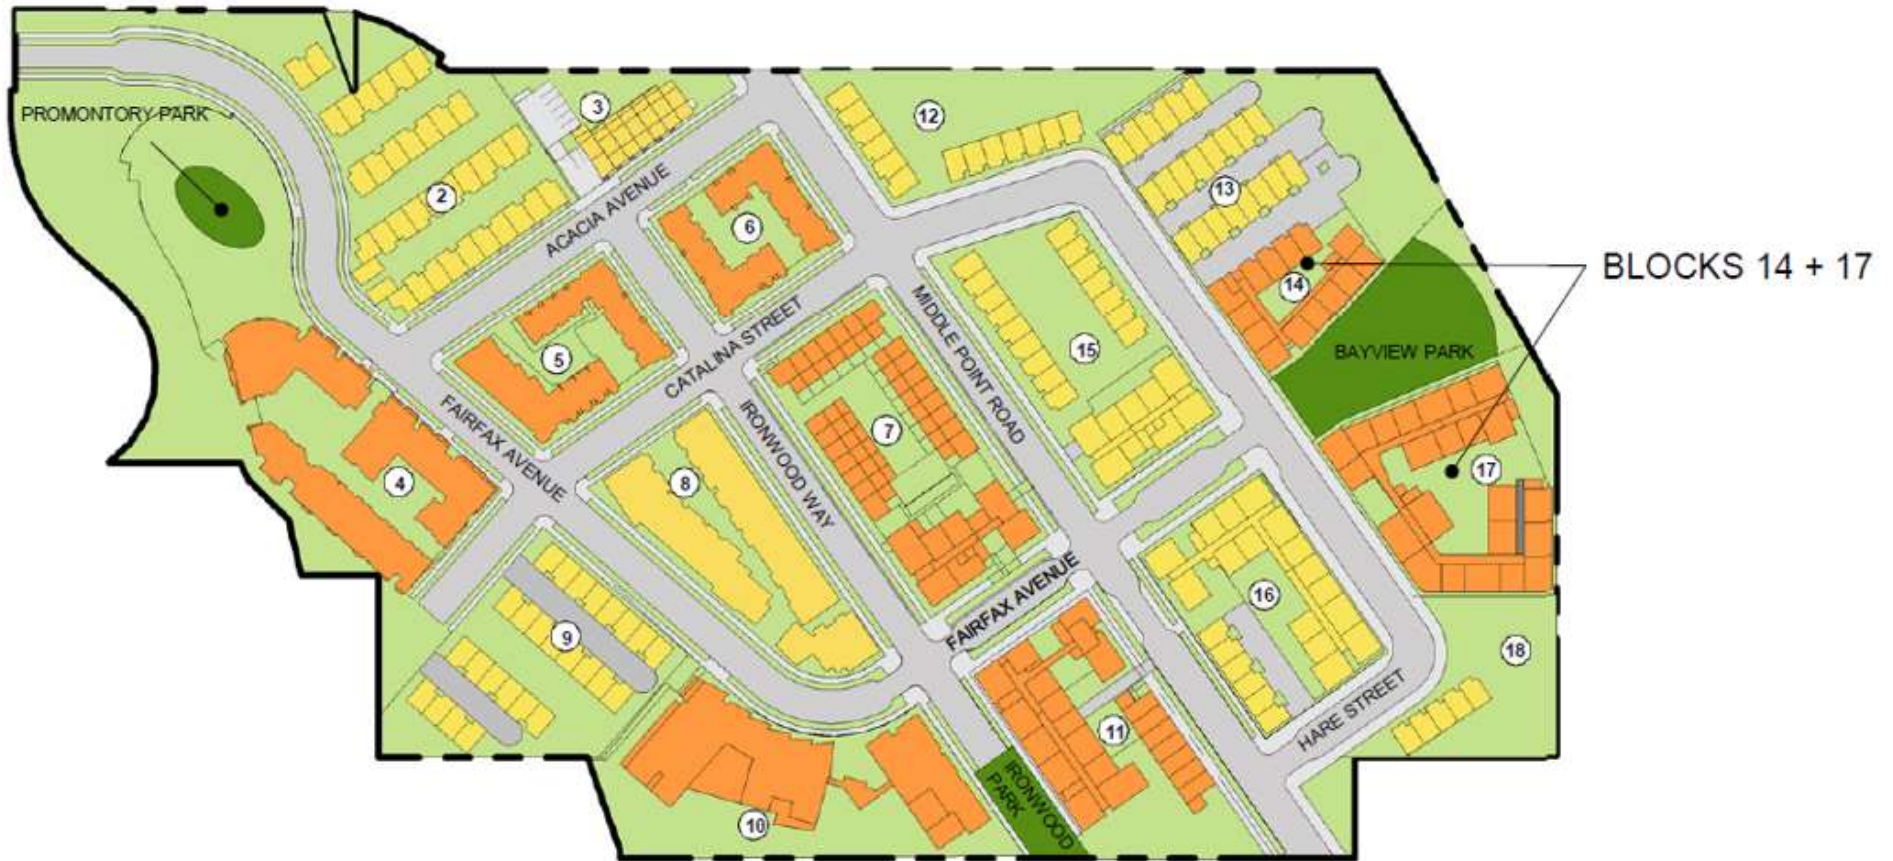 PROMONTORY PARK
3
12
2
ACACIA AVENUE
6
13
14
BLOCKS 14 + 17
5
CATALINA STREET
MIDDLE POINT ROAD
15
BAYVIEW PARK
FAIRFAX AVENUE
IRONWOOD WAY
7
4
8
17
FAIRFAX AVENUE
16
9
18
HARE STREET
11
10
IRONWOOD
PARK